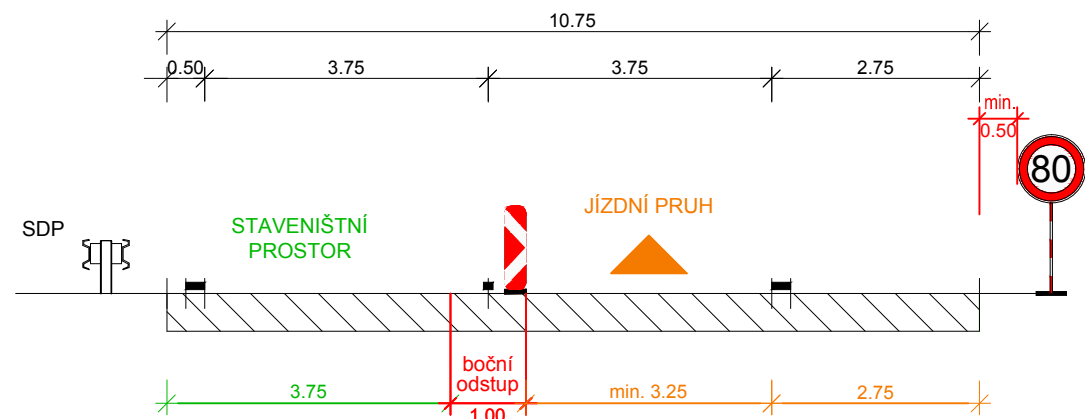 10.75
0.50
3.75
3.75
2.75
min.
0.50
80
SDP
STAVENIŠTNÍ
PROSTOR
JÍZDNÍ PRUH
3.75
boční
odstup
1.00
min. 3.25
2.75